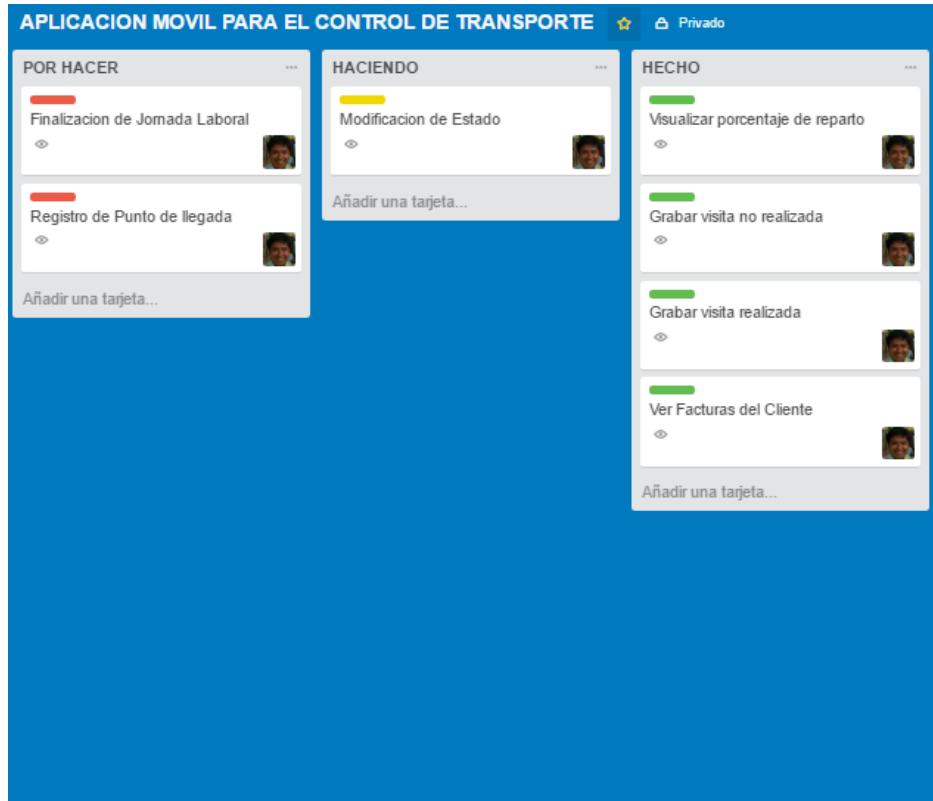 APLICACION MOVIL PARA EL CONTROL DE TRANSPORTE Privado
POR HACER
Finalizacion de Jornada Laboral
Registro de Punto de llegada
Añadir una tarjeta...
HACIENDO
Modificacion de Estado
Añadir una tarjeta...
HECHO
Visualizar porcentaje de reparto
Grabar visita no realizada
Grabar visita realizada
Ver Facturas del Cliente
Añadir una tarjeta...